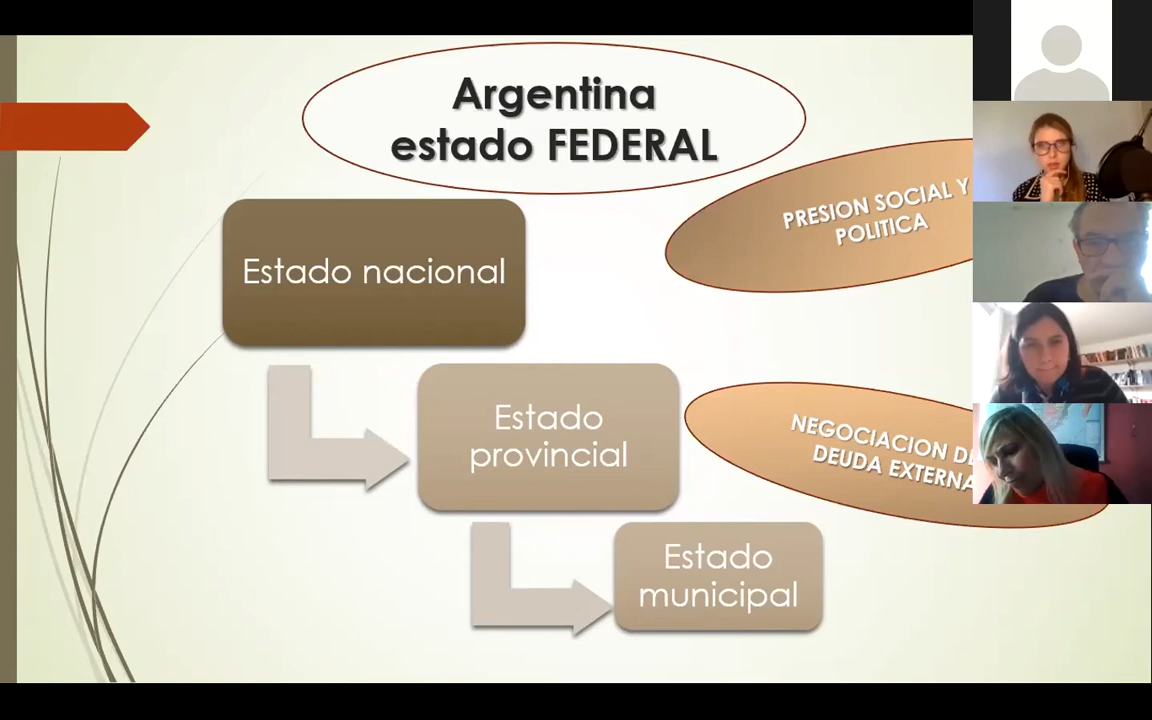 Argentina
estado FEDERAL
PRESION SOCIAL Y
POLITICA
Estado nacional
Estado
provincial
NEGOCIACION
DEUDA EXTERNA
Estado
municipal